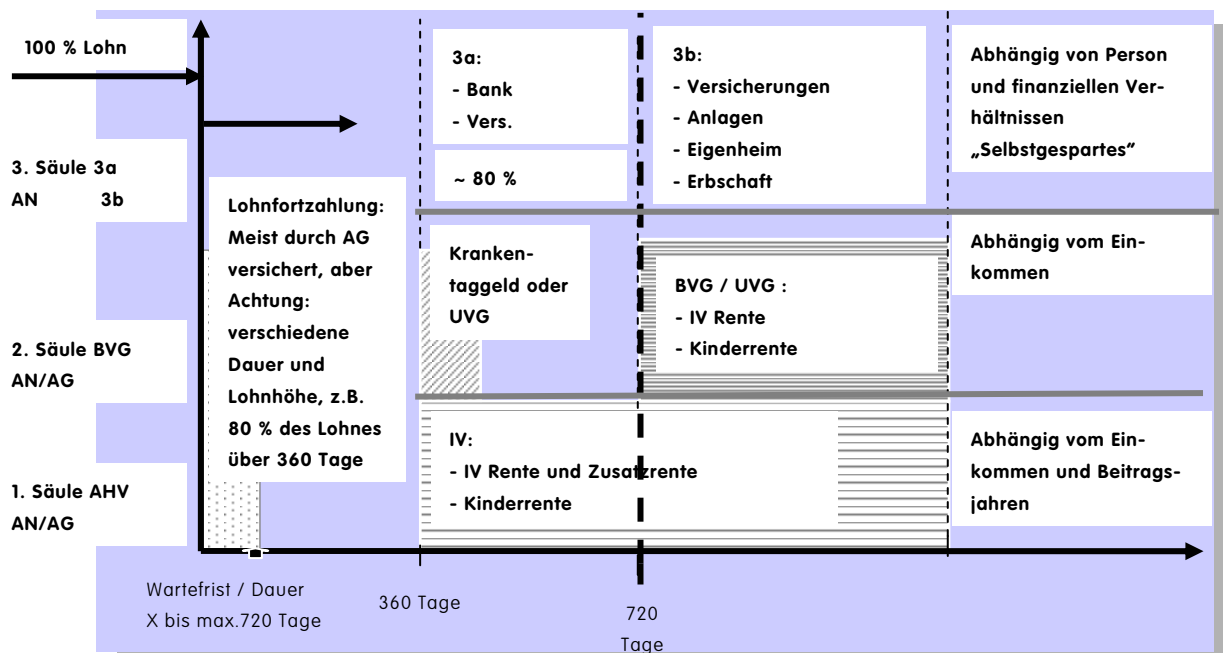 100 % Lohn
3. Säule 3a
AN 3b
2. Säule BVG
AN/AG
1. Säule AHV
AN/AG
Lohnfortzahlung:
Meist durch AG
versichert, aber
Achtung:
verschiedene
Dauer und
Lohnhöhe, z.B.
80 % des Lohnes
über 360 Tage
3a:
- Bank
- Vers.
~ 80 %
Kranken-
taggeld oder
UVG
3b:
- Versicherungen
- Anlagen
- Eigenheim
- Erbschaft
BVG / UVG :
- IV Rente
- Kinderrente
IV:
- IV Rente und Zusatzrente
- Kinderrente
Abhängig von Person
und finanziellen Ver-
hältnissen
„Selbstgespartes”
Abhängig vom Ein-
kommen
Abhängig vom Ein-
kommen und Beitrags-
jahren
Wartefrist / Dauer
X bis max.720 Tage
360 Tage
720
Tage